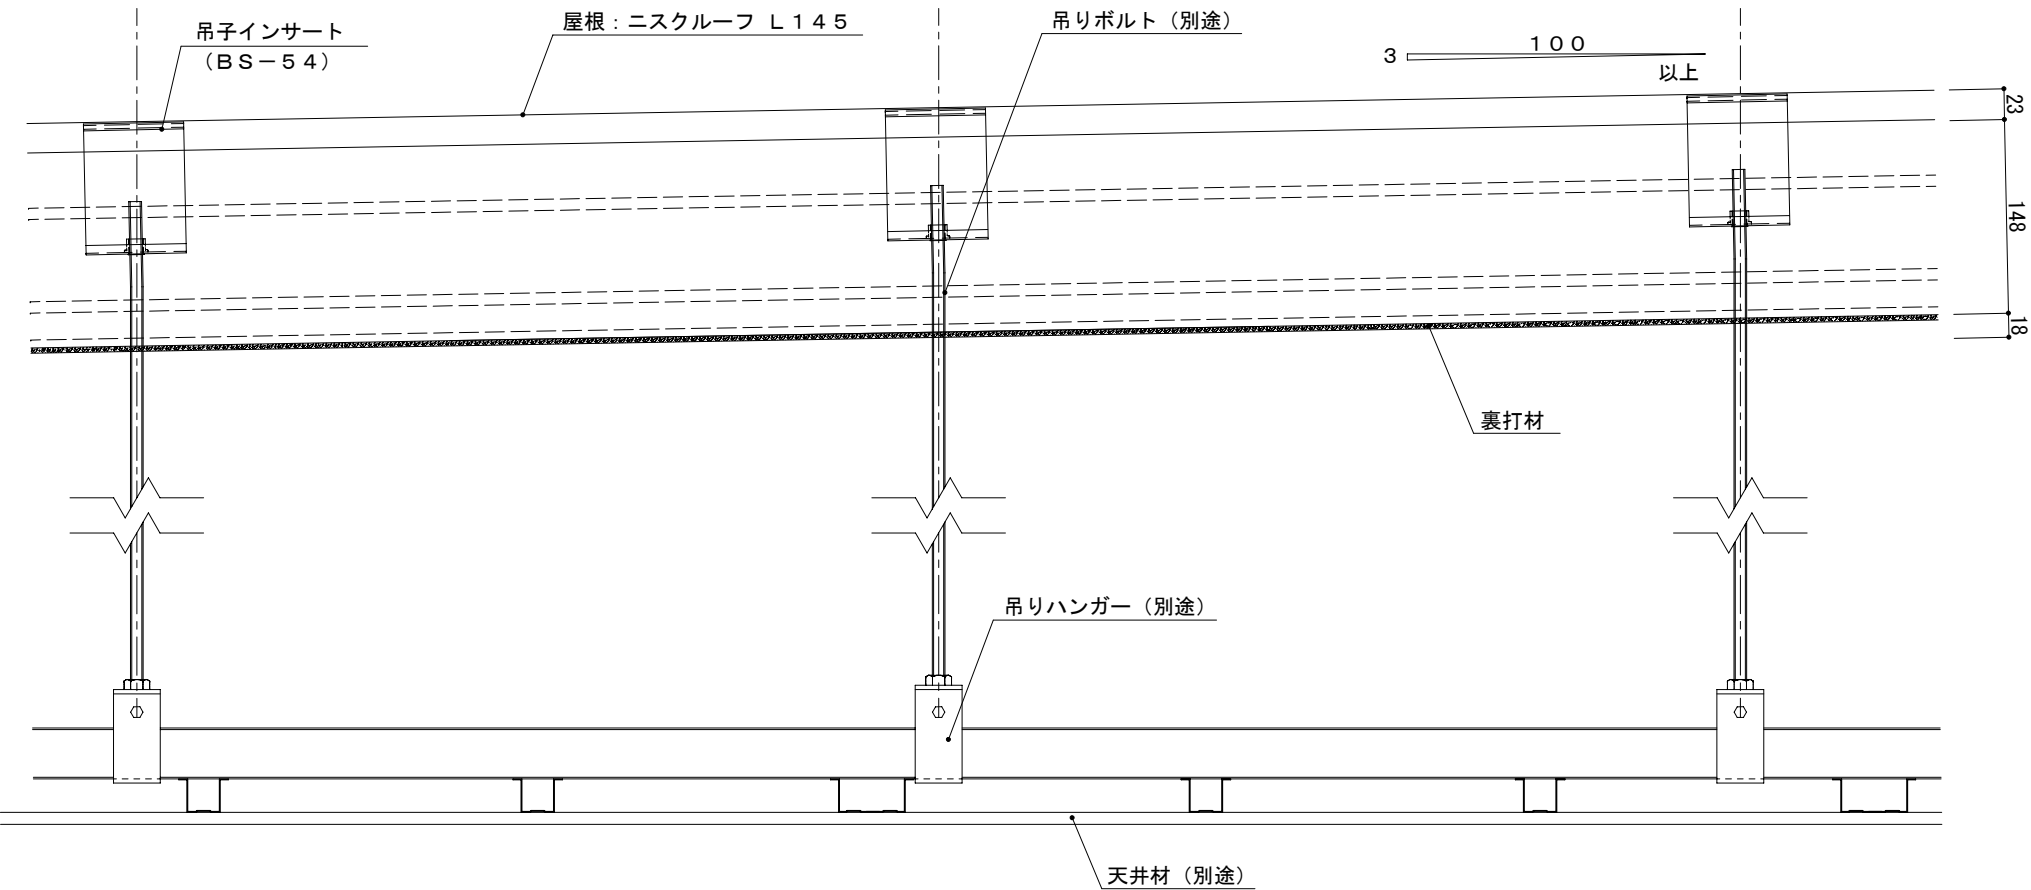 吊子インサート
（ＢＳ－５４）
屋根：ニスクルーフ Ｌ１４５
吊りボルト（別途）
１００
３
以上
23
148
18
裏打材
吊りハンガー（別途）
天井材（別途）